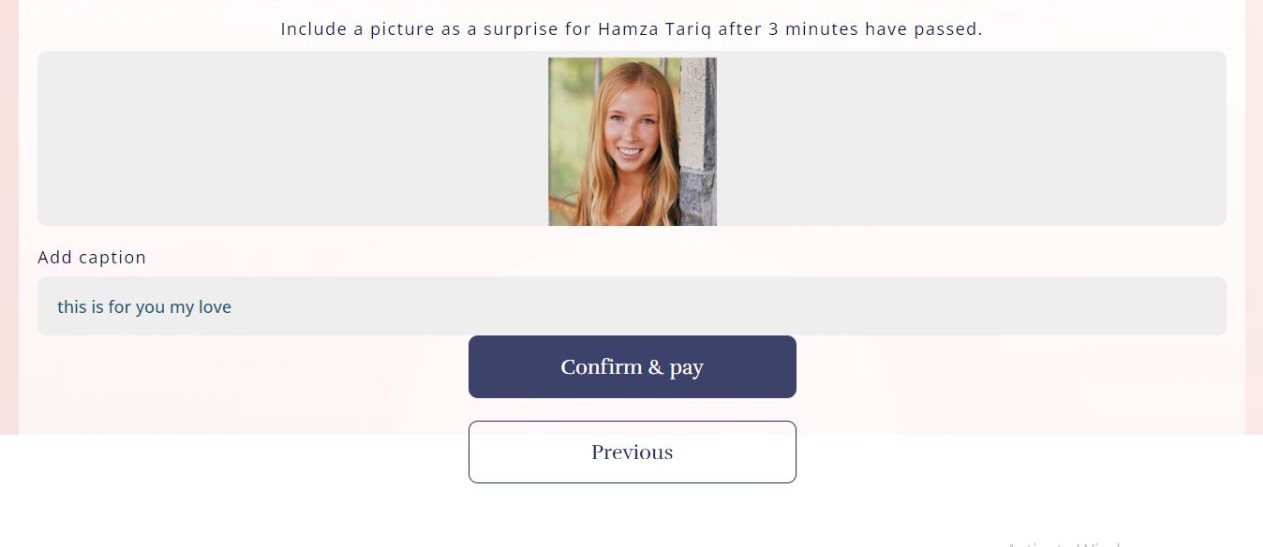 Include a picture as a surprise for Hamza Tariq after 3 minutes have passed.
Add caption
this is for you my love
Confirm & pay
Previous